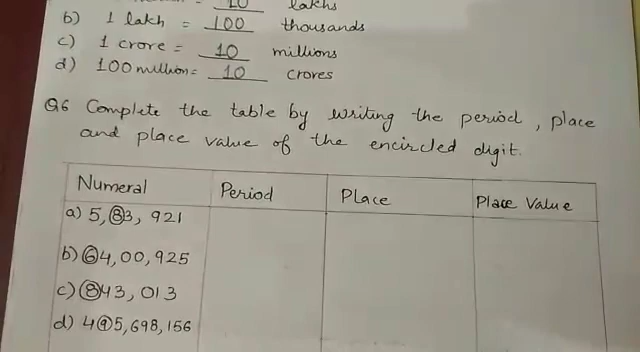 10 lakhs
b) 1 lakh = 100 thousands
c) 1 crore = 10 millions
d) 100 million = 10 crores
Q6 Complete the table by writing the period, place
and place value of the encircled digit.
Numeral Period Place Place Value
a) 5,83, 921
b) 64,00,925
c) 843, 013
d) 495,698,156